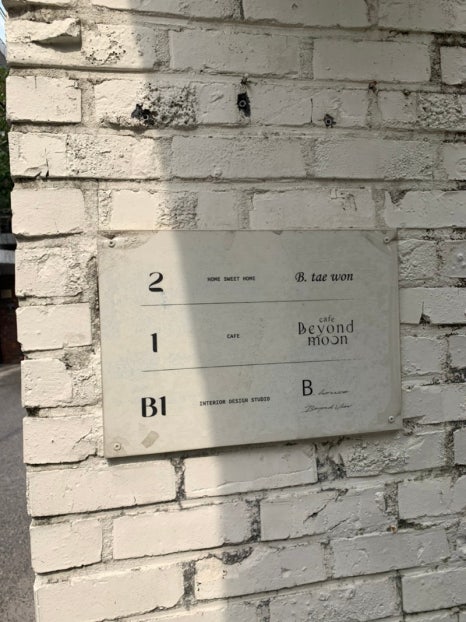 2 HOME SWEET HOME B. tae won
1 CAFE cafe
Beyond
moon
B1 INTERIOR DESIGN STUDIO B